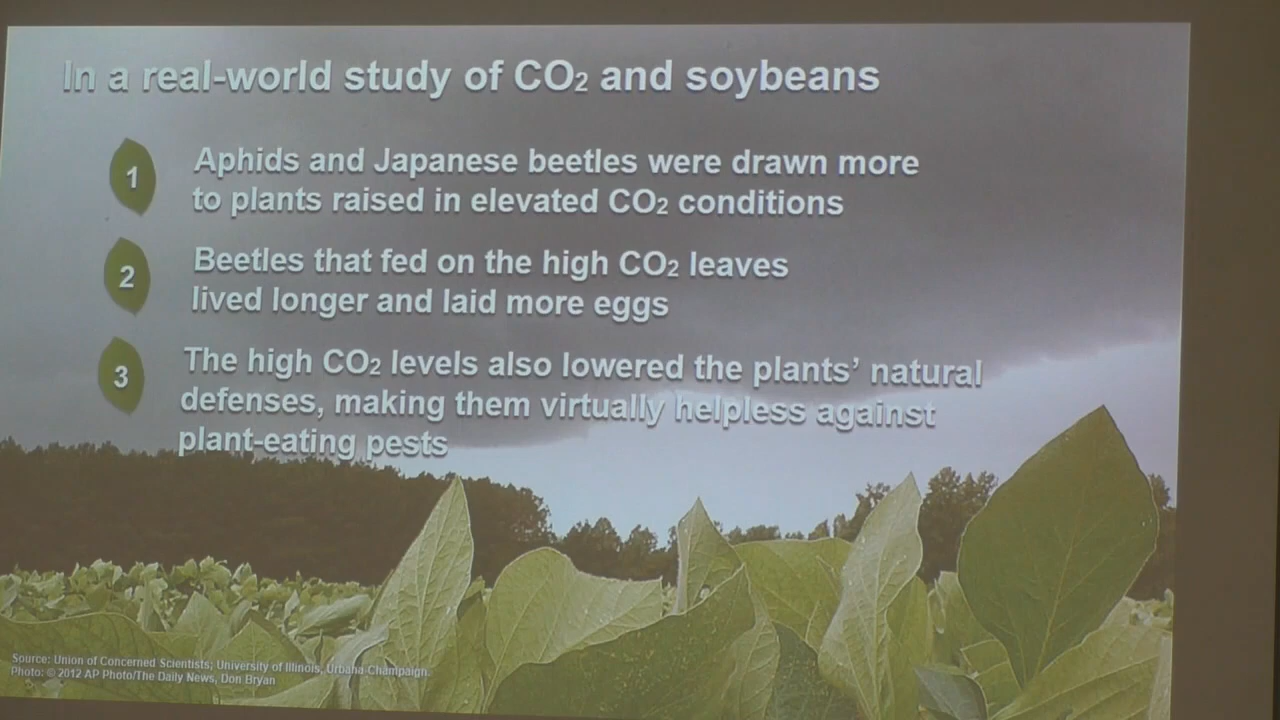 In a real-world study of CO2 and soybeans
1
Aphids and Japanese beetles were drawn more
to plants raised in elevated CO2 conditions
2
Beetles that fed on the high CO2 leaves
lived longer and laid more eggs
3
The high CO2 levels also lowered the plants' natural
defenses, making them virtually helpless against
plant-eating pests
Source: Union of Concerned Scientists; University of Illinois, Urbana-Champaign.
Photo: © 2012 AP Photo/The Daily News, Don Bryan